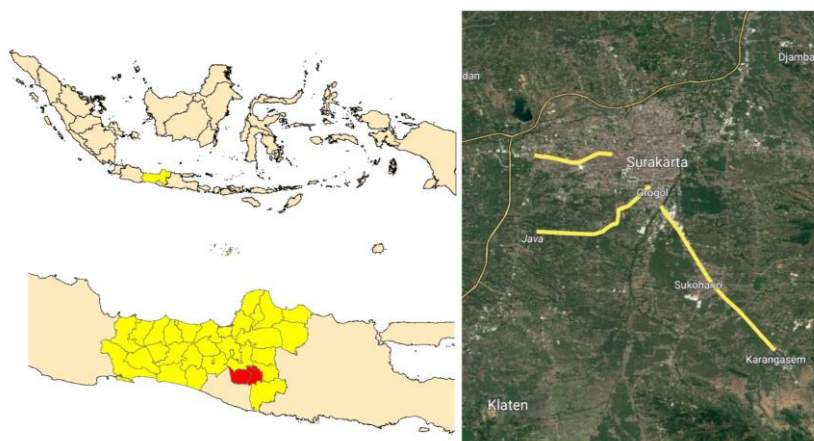 Djamba
dan
Surakarta
Grogol
Java
Sukoharjo
Karangasem
Klaten